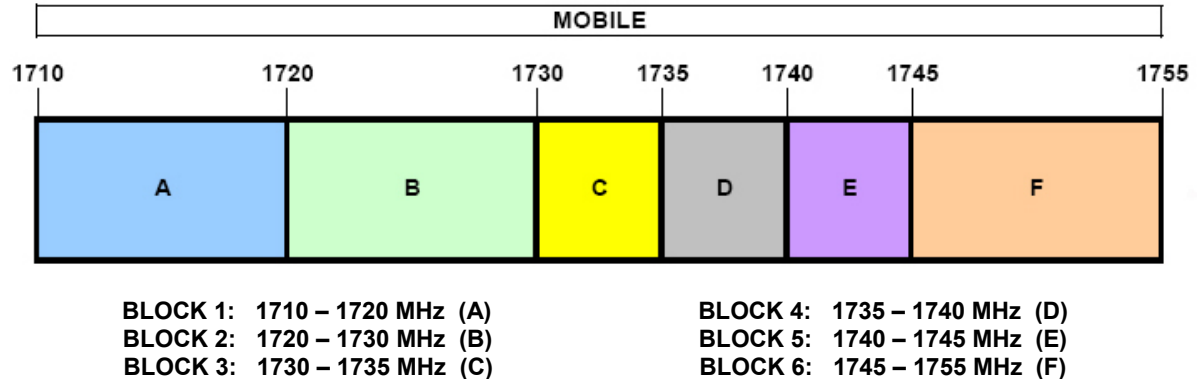 MOBILE
1710 1720 1730 1735 1740 1745 1755
A B C D E F
BLOCK 1: 1710 – 1720 MHz (A)
BLOCK 2: 1720 – 1730 MHz (B)
BLOCK 3: 1730 – 1735 MHz (C)
BLOCK 4: 1735 – 1740 MHz (D)
BLOCK 5: 1740 – 1745 MHz (E)
BLOCK 6: 1745 – 1755 MHz (F)